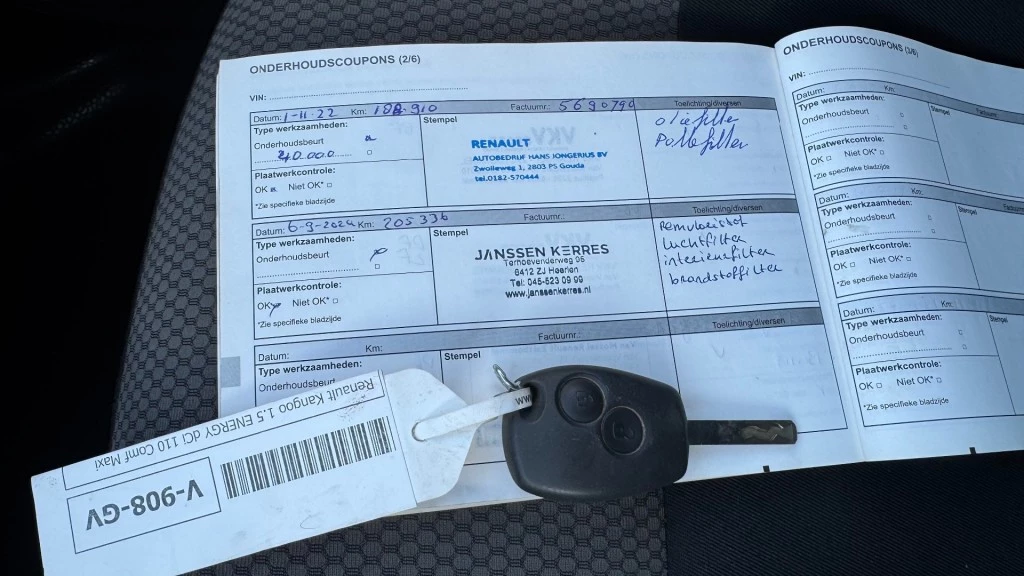 ONDERHOUDSCOUPONS (2/6)
VIN:
Datum: 1-11-22 Km: 188.910 Factuurnr.: 5690790 Toelichting/diversen
Type werkzaamheden:
Onderhoudsbeurt
40.000
Plaatwerkcontrole:
OK Niet OK*
*Zie specifieke bladzijde
Stempel
RENAULT
AUTOBEDRIJF HANS JONGERIUS BV
Zwolleweg 1, 2803 PS Gouda
tel.0182-570444
oliefilter
Pollefilter
Datum: 6-9-2024 Km: 205336 Factuurnr.: Toelichting/diversen
Type werkzaamheden:
Onderhoudsbeurt
Plaatwerkcontrole:
OK Niet OK*
*Zie specifieke bladzijde
Stempel
JANSSEN KERRES
Terhoevenderweg 95
6412 ZJ Heerlen
Tel: 045-523 09 99
www.janssenkerres.nl
Remvloeistof
luchtfilter
interieurfilter
brandstoffilter
Datum: Km: Factuurnr.: Toelichting/diversen
Type werkzaamheden:
Onderhoudsbeurt
Stempel
ONDERHOUDSCOUPONS (3/6)
VIN:
Datum: Km:
Type werkzaamheden:
Onderhoudsbeurt
Plaatwerkcontrole:
OK Niet OK*
*Zie specifieke bladzijde
Stempel
Factuurnr
Datum: Km:
Type werkzaamheden:
Onderhoudsbeurt
Plaatwerkcontrole:
OK Niet OK*
*Zie specifieke bladzijde
Stempel
Datum: Km:
Type werkzaamheden:
Onderhoudsbeurt
Plaatwerkcontrole:
OK Niet OK*
*Zie specifieke bladzijde
Stempel
Renault Kangoo 1.5 ENERGY dCi 110 Comf Maxi
V-908-GV